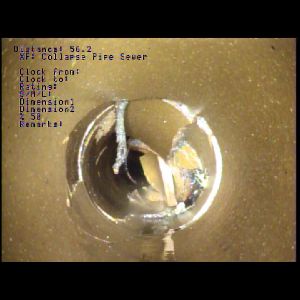 Distance: 56.2
XP: Collapse Pipe Sewer
Clock from:
Clock to:
Rating:
S/M/L:
Dimension1
Dimension2
% 50
Remarks: